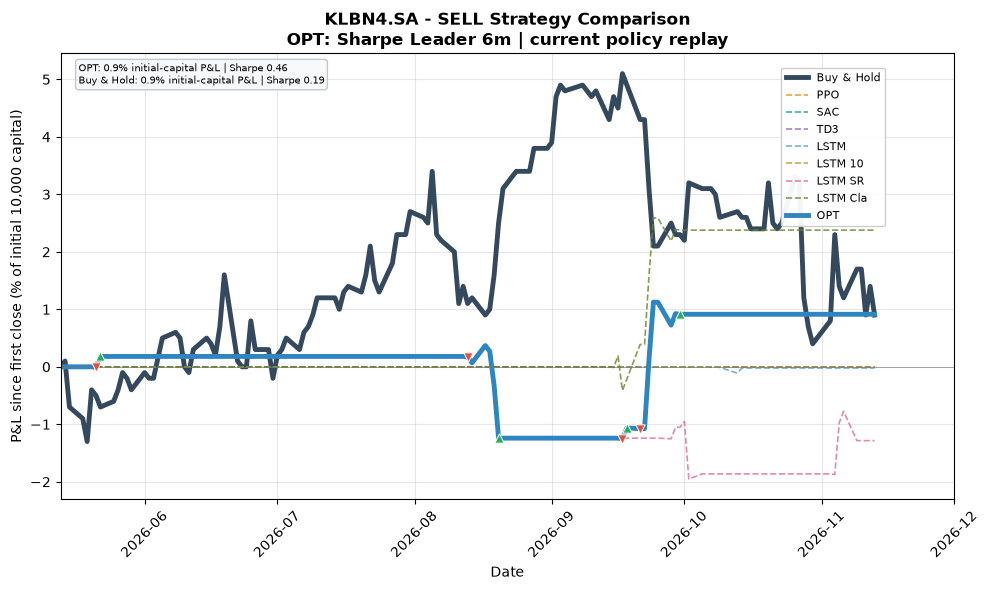 KLBN4.SA - SELL Strategy Comparison
OPT: Sharpe Leader 6m | current policy replay
OPT: 0.9% initial-capital P&L | Sharpe 0.46
Buy & Hold: 0.9% initial-capital P&L | Sharpe 0.19
Buy & Hold
PPO
SAC
TD3
LSTM
LSTM 10
LSTM SR
LSTM Cla
OPT
P&L since first close (% of initial 10,000 capital)
5
4
3
2
1
0
−1
−2
2026-06
2026-07
2026-08
2026-09
2026-10
2026-11
2026-12
Date